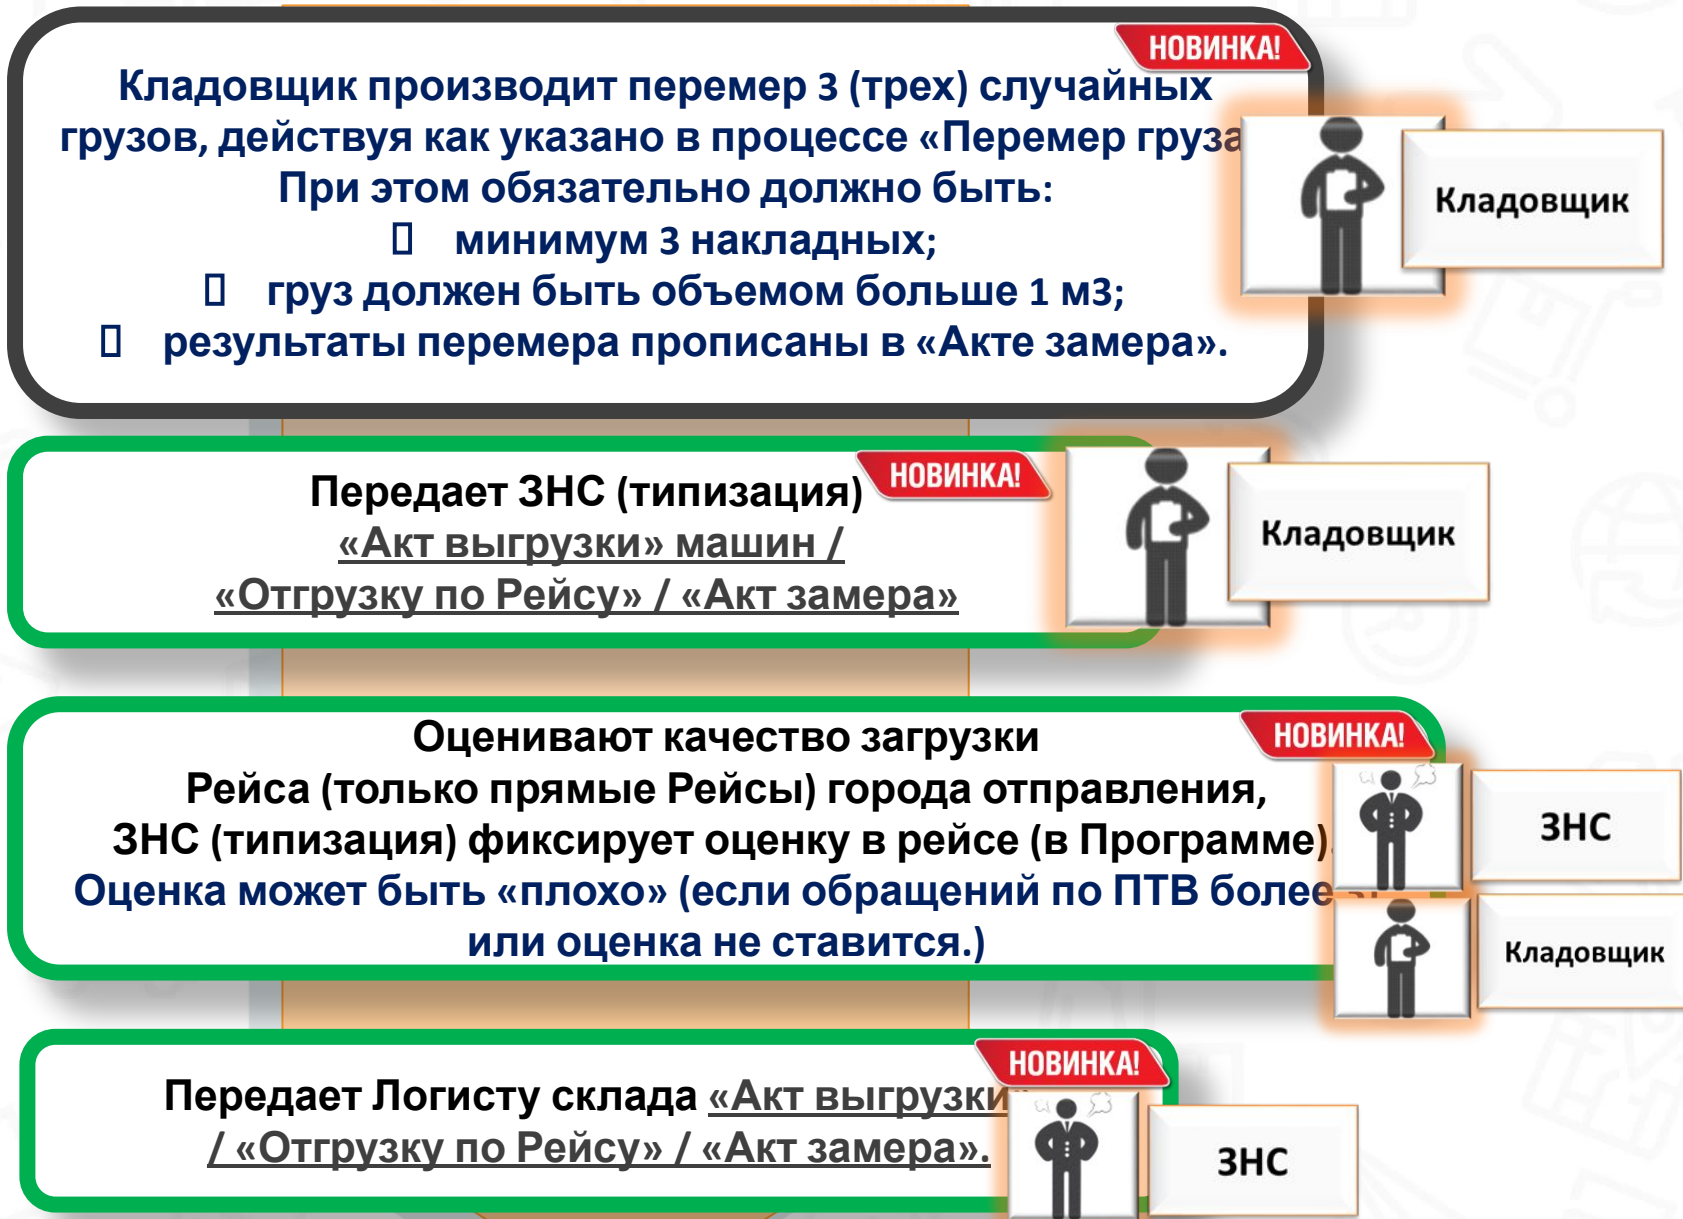 НОВИНКА!
Кладовщик производит перемер 3 (трех) случайных
грузов, действуя как указано в процессе «Перемер груза
При этом обязательно должно быть:
минимум 3 накладных;
груз должен быть объемом больше 1 м3;
результаты перемера прописаны в «Акте замера».
Кладовщик
НОВИНКА!
Передает ЗНС (типизация)
«Акт выгрузки» машин /
«Отгрузку по Рейсу» / «Акт замера»
Кладовщик
НОВИНКА!
Оценивают качество загрузки
Рейса (только прямые Рейсы) города отправления,
ЗНС (типизация) фиксирует оценку в рейсе (в Программе).
Оценка может быть «плохо» (если обращений по ПТВ более
или оценка не ставится.)
ЗНС
Кладовщик
НОВИНКА!
Передает Логисту склада «Акт выгрузки»
/ «Отгрузку по Рейсу» / «Акт замера».
ЗНС